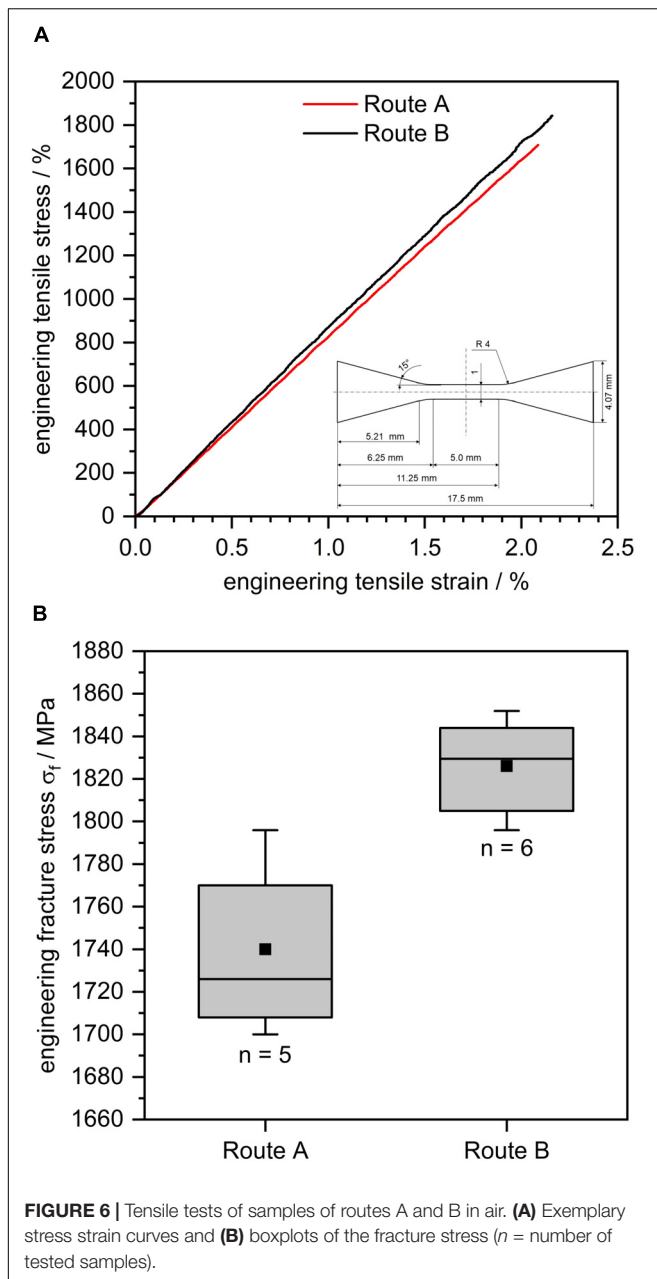 A
2000
1800
1600
1400
1200
1000
800
600
400
200
0
engineering tensile stress / %
Route A
Route B
15°
R 4
1
4.07 mm
5.21 mm
6.25 mm
5.0 mm
11.25 mm
17.5 mm
0.0 0.5 1.0 1.5 2.0 2.5
engineering tensile strain / %
B
1880
1860
1840
1820
1800
1780
1760
1740
1720
1700
1680
1660
engineering fracture stress σf / MPa
n = 6
n = 5
Route A Route B
FIGURE 6 | Tensile tests of samples of routes A and B in air. (A) Exemplary
stress strain curves and (B) boxplots of the fracture stress (n = number of
tested samples).